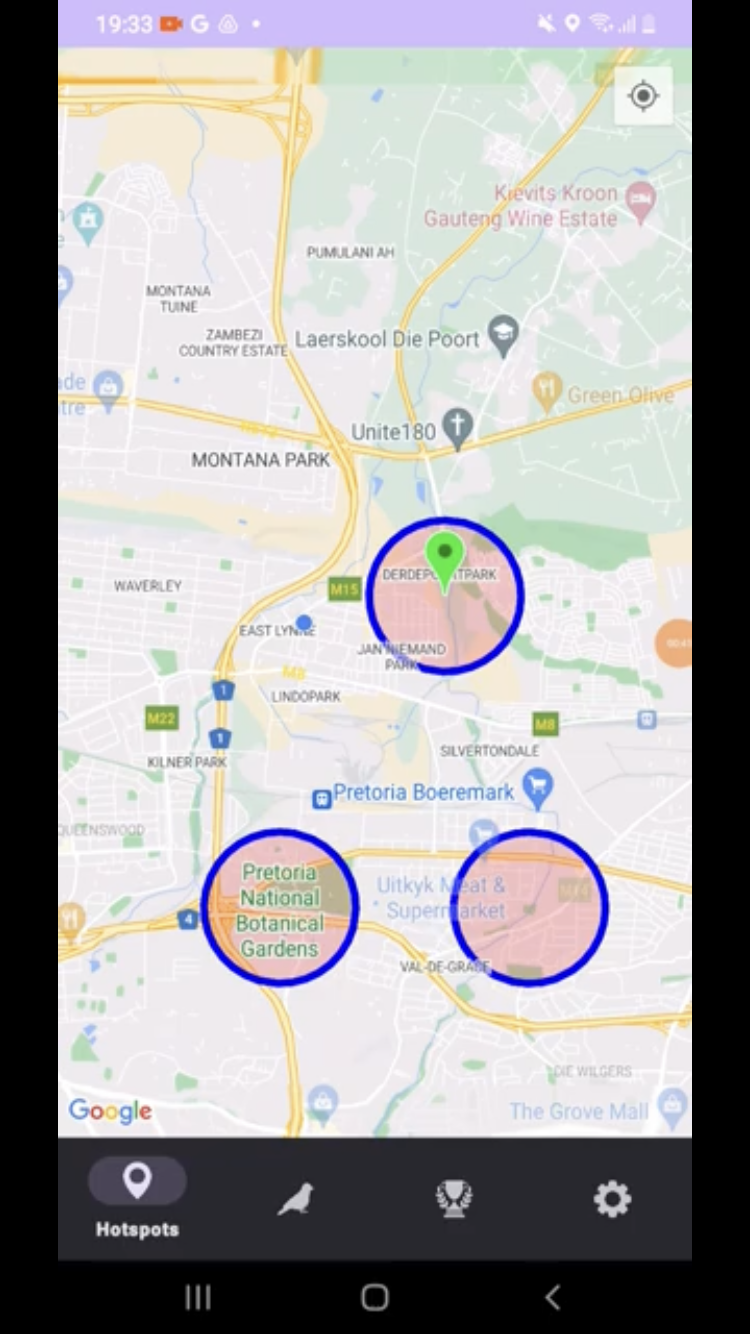 19:33
G
Kievits Kroon
Gauteng Wine Estate
PUMULANI AH
MONTANA
TUINE
ZAMBEZI
COUNTRY ESTATE
Laerskool Die Poort
ade
tre
Green Olive
Unite180
MONTANA PARK
WAVERLEY
M15
EAST LYNNE
JAN NIEMAND
PARK
M8
LINDOPARK
1
M22
1
M8
KILNER PARK
SILVERTONDALE
Pretoria Boeremark
QUEENSWOOD
Pretoria
National
Botanical
Gardens
4
Uitkyk Meat &
Supermarket
VAL-DE-GRACE
DIE WILGERS
Google
The Grove Mall
Hotspots